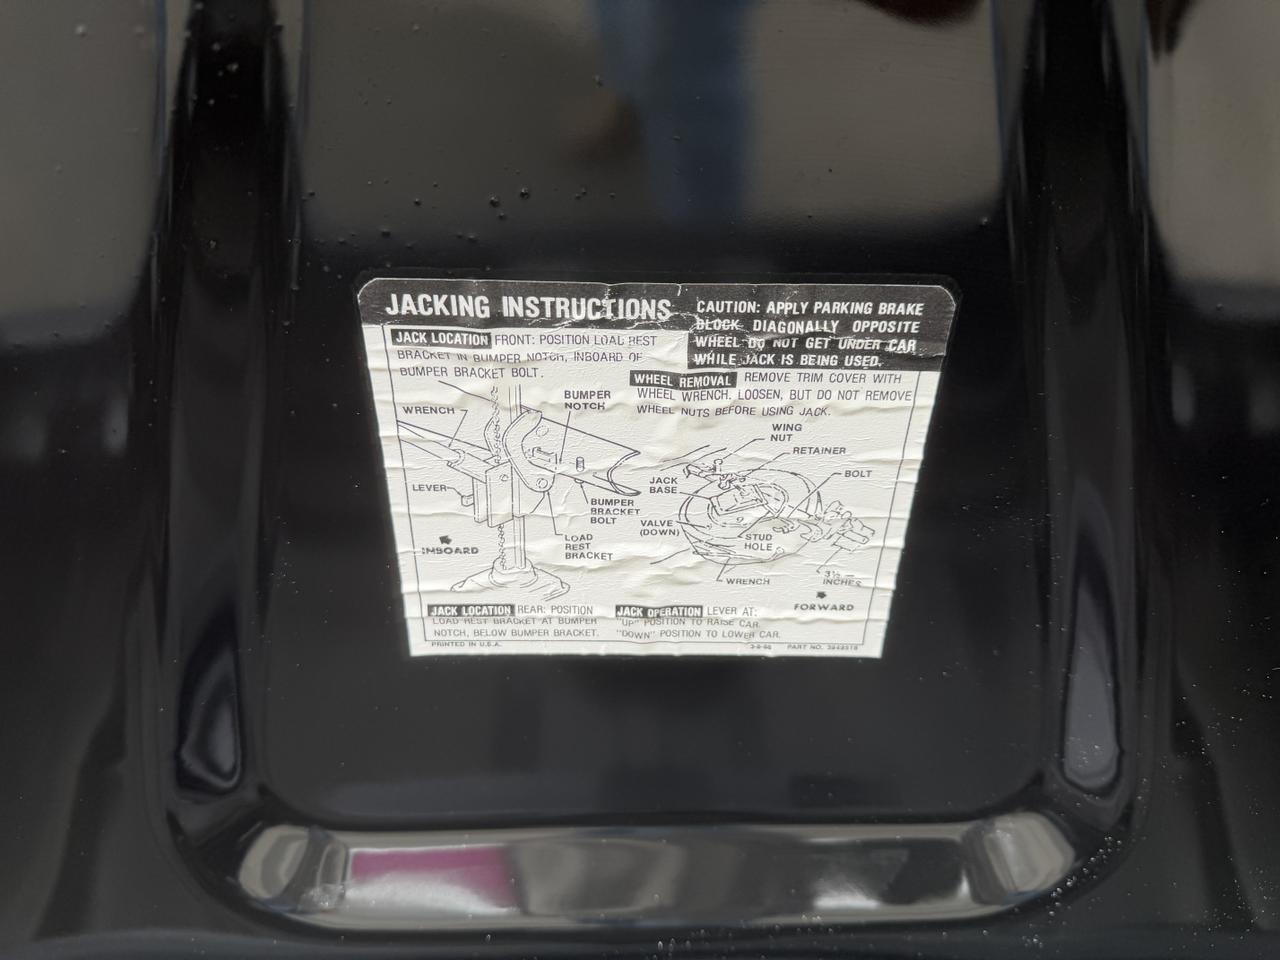 JACKING INSTRUCTIONS
CAUTION: APPLY PARKING BRAKE
BLOCK DIAGONALLY OPPOSITE
WHEEL DO NOT GET UNDER CAR
WHILE JACK IS BEING USED.
JACK LOCATION FRONT: POSITION LOAD REST
BRACKET IN BUMPER NOTCH, INBOARD OF
BUMPER BRACKET BOLT.
WHEEL REMOVAL REMOVE TRIM COVER WITH
WHEEL WRENCH. LOOSEN, BUT DO NOT REMOVE
WHEEL NUTS BEFORE USING JACK.
WRENCH
BUMPER
NOTCH
LEVER
BUMPER
BRACKET
BOLT
LOAD
REST
BRACKET
INBOARD
WING
NUT
RETAINER
JACK
BASE
BOLT
VALVE
(DOWN)
STUD
HOLE
WRENCH
3½
INCHES
FORWARD
JACK LOCATION REAR: POSITION
LOAD REST BRACKET AT BUMPER
NOTCH, BELOW BUMPER BRACKET.
JACK OPERATION LEVER AT:
"UP" POSITION TO RAISE CAR.
"DOWN" POSITION TO LOWER CAR.
PRINTED IN U.S.A.
PART NO.